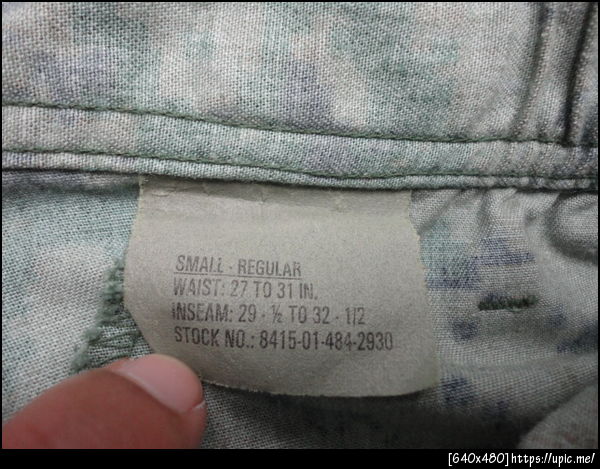 SMALL - REGULAR
WAIST: 27 TO 31 IN.
INSEAM: 29 - ½ TO 32 - 1/2
STOCK NO.: 8415-01-484-2930
[640x480]https://upic.me/